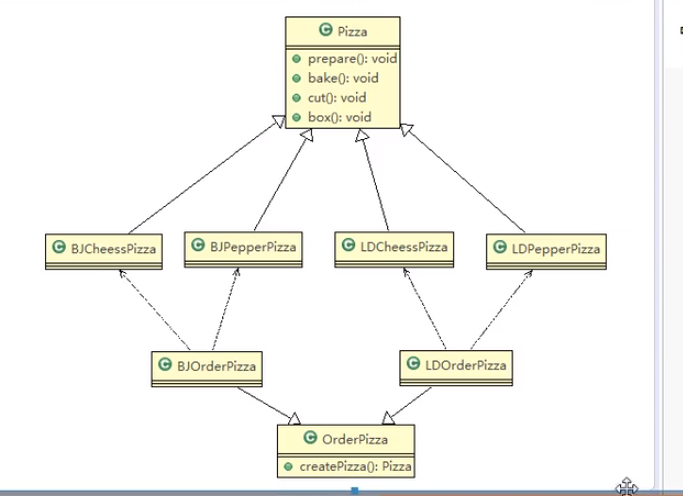 Pizza
prepare(): void
bake(): void
cut(): void
box(): void
BJCheessPizza
BJPepperPizza
LDCheessPizza
LDPepperPizza
BJOrderPizza
LDOrderPizza
OrderPizza
createPizza(): Pizza